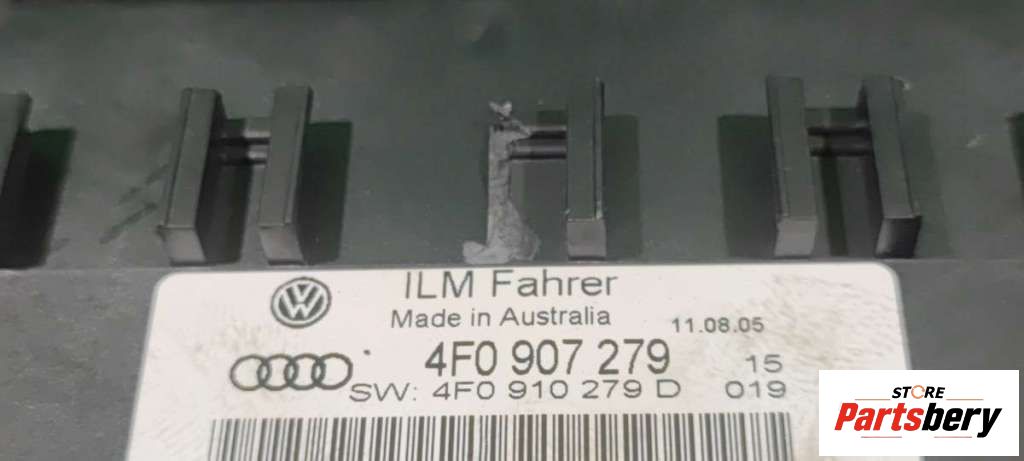 ILM Fahrer
Made in Australia
11.08.05
4F0 907 279
15
SW: 4F0 910 279 D
019
STORE
Partsbery